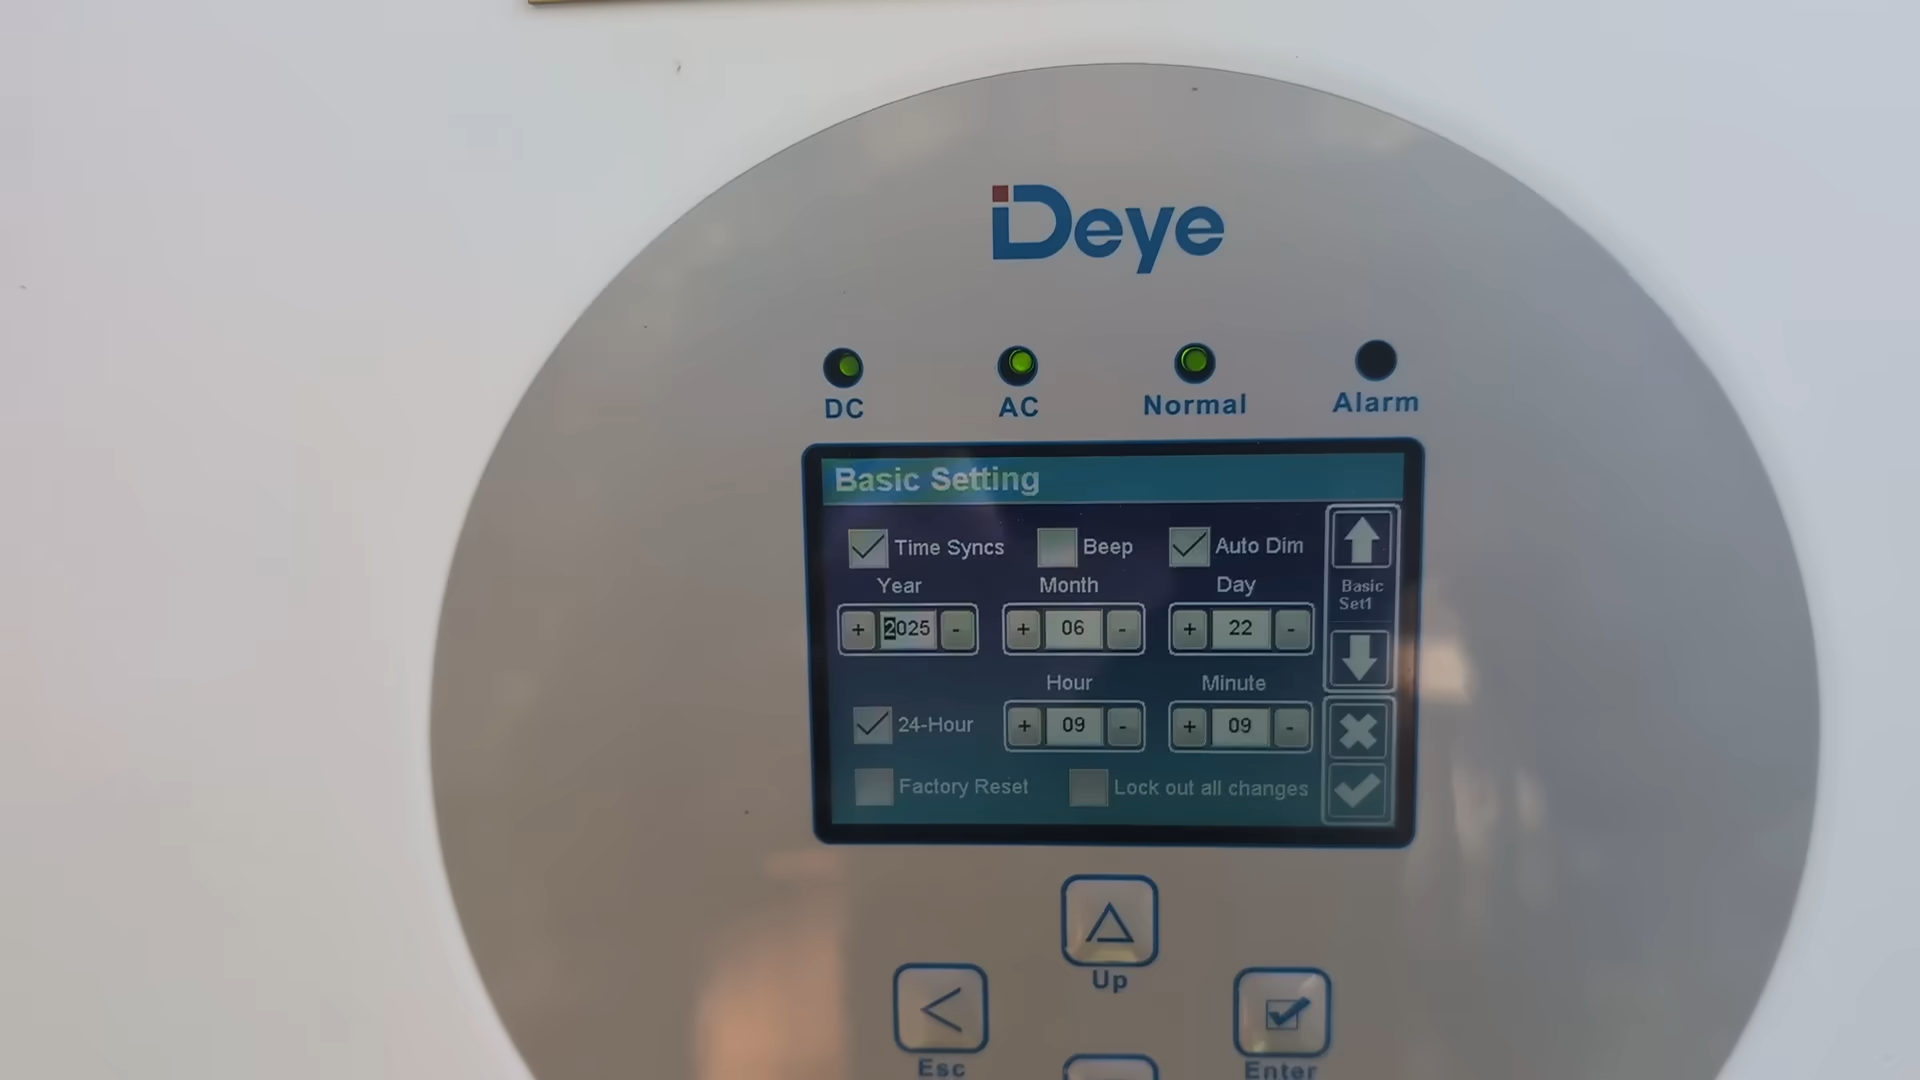 Deye
DC AC Normal Alarm
Basic Setting
Time Syncs Beep Auto Dim
Year Month Day
+ 2025 - + 06 - + 22 -
Basic
Set1
Hour Minute
24-Hour + 09 - + 09 -
Factory Reset Lock out all changes
Up
Esc Enter